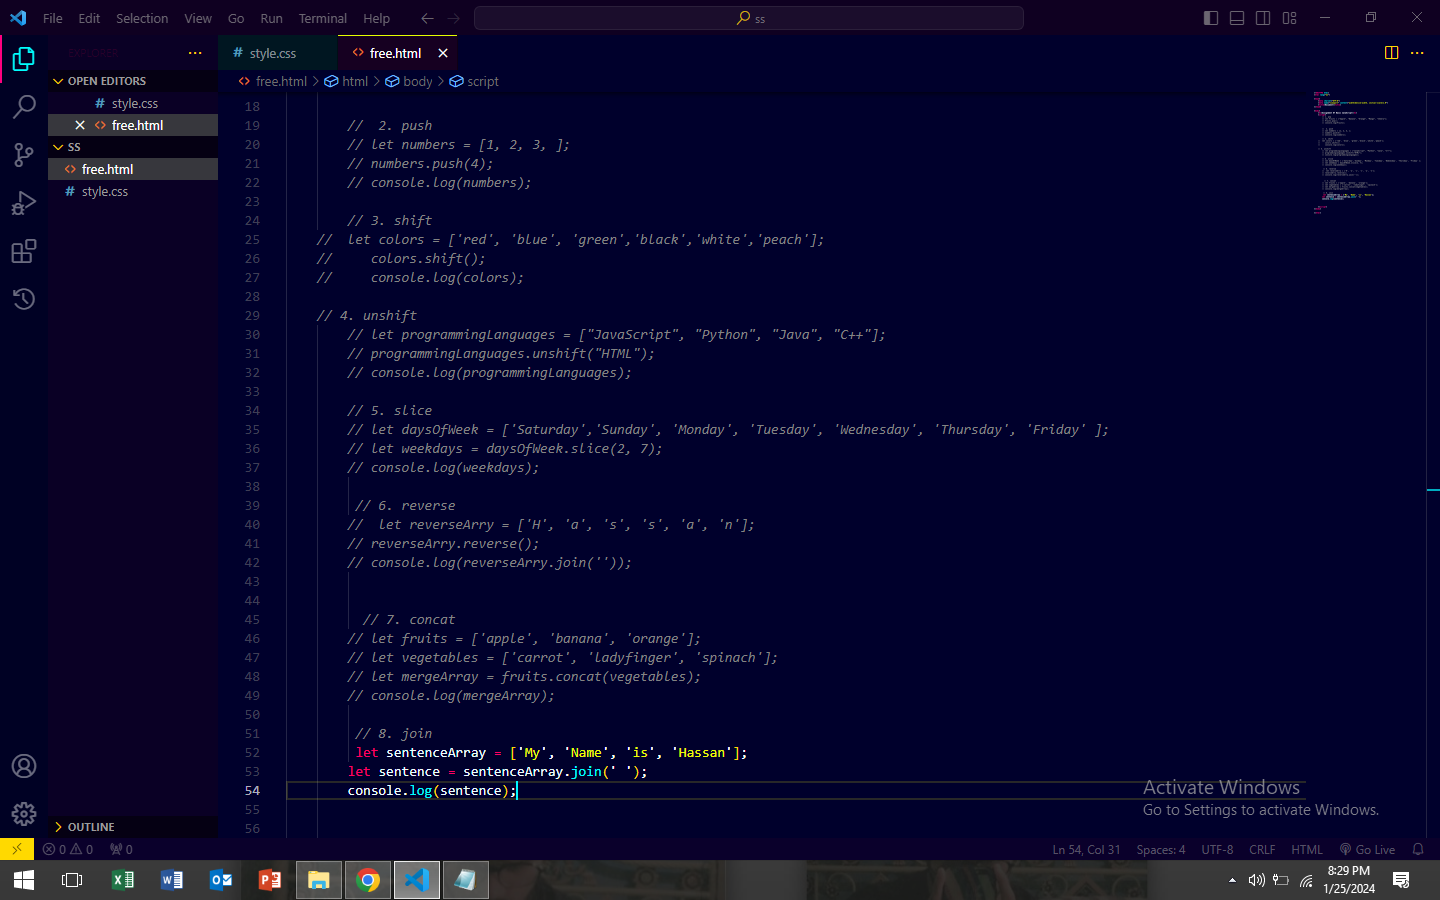 File Edit Selection View Go Run Terminal Help ss
EXPLORER
style.css free.html
OPEN EDITORS
free.html html body script
style.css
free.html
SS
free.html
style.css
18
19 //  2. push
20 // let numbers = [1, 2, 3, ];
21 // numbers.push(4);
22 // console.log(numbers);
23
24 // 3. shift
25 //  let colors = ['red', 'blue', 'green','black','white','peach'];
26 //     colors.shift();
27 //     console.log(colors);
28
29 // 4. unshift
30 // let programmingLanguages = ["JavaScript", "Python", "Java", "C++"];
31 // programmingLanguages.unshift("HTML");
32 // console.log(programmingLanguages);
33
34 // 5. slice
35 // let daysOfWeek = ['Saturday','Sunday', 'Monday', 'Tuesday', 'Wednesday', 'Thursday', 'Friday' ];
36 // let weekdays = daysOfWeek.slice(2, 7);
37 // console.log(weekdays);
38
39 // 6. reverse
40 //  let reverseArry = ['H', 'a', 's', 's', 'a', 'n'];
41 // reverseArry.reverse();
42 // console.log(reverseArry.join(''));
43
44
45 // 7. concat
46 // let fruits = ['apple', 'banana', 'orange'];
47 // let vegetables = ['carrot', 'ladyfinger', 'spinach'];
48 // let mergeArray = fruits.concat(vegetables);
49 // console.log(mergeArray);
50
51 // 8. join
52 let sentenceArray = ['My', 'Name', 'is', 'Hassan'];
53 let sentence = sentenceArray.join(' ');
54 console.log(sentence);
55
56
Activate Windows
Go to Settings to activate Windows.
OUTLINE
0 0 0 Ln 54, Col 31 Spaces: 4 UTF-8 CRLF HTML Go Live
8:29 PM
1/25/2024